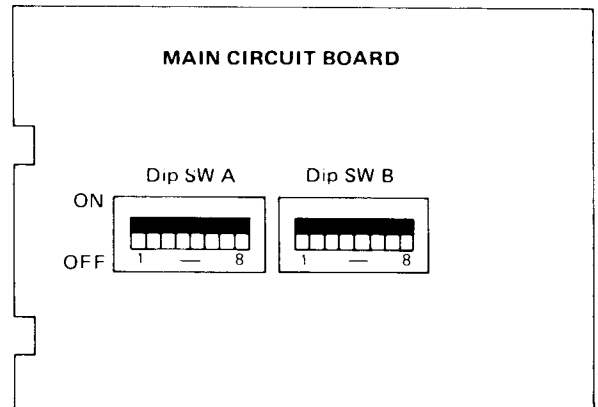 MAIN CIRCUIT BOARD
Dip SW A Dip SW B
ON
OFF
1 — 8 1 — 8